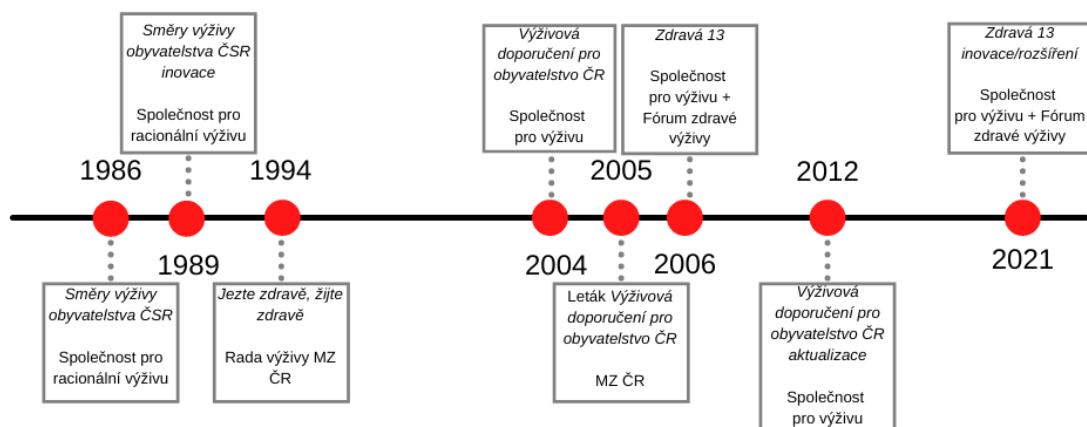 Směry výživy
obyvatelstva ČSR
inovace
Společnost pro
racionální výživu
Výživová
doporučení pro
obyvatelstvo ČR
Společnost
pro výživu
Zdravá 13
Společnost
pro výživu +
Fórum zdravé
výživy
Zdravá 13
inovace/rozšíření
Společnost
pro výživu + Fórum
zdravé výživy
1986
1994
2005
2012
1989
2004
2006
2021
Směry výživy
obyvatelstva ČSR
Společnost pro
racionální výživu
Jezte zdravě, žijte
zdravě
Rada výživy MZ
ČR
Leták Výživová
doporučení pro
obyvatelstvo ČR
MZ ČR
Výživová
doporučení pro
obyvatelstvo ČR
aktualizace
Společnost
pro výživu